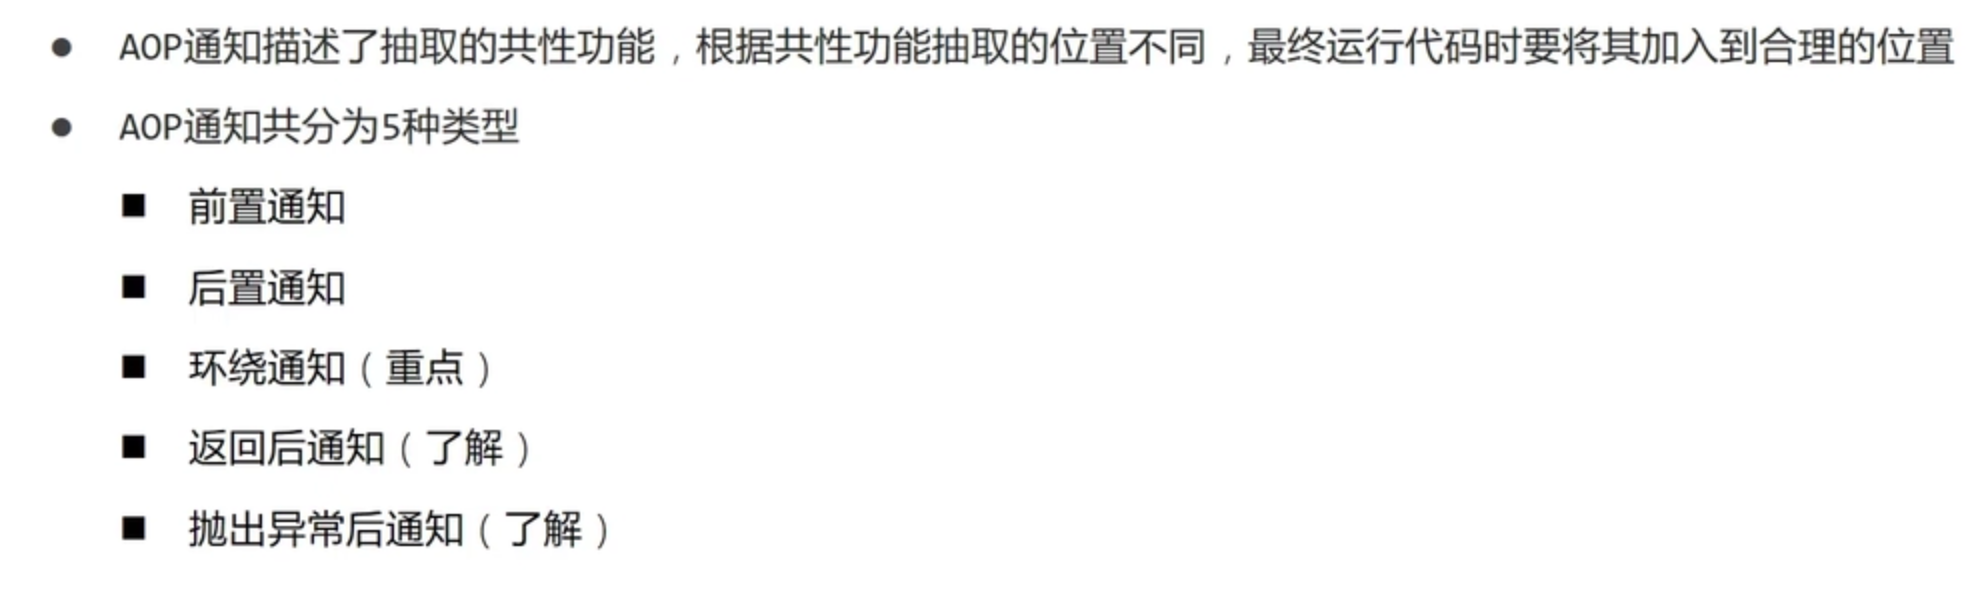 ● AOP通知描述了抽取的共性功能，根据共性功能抽取的位置不同，最终运行代码时要将其加入到合理的位置
● AOP通知共分为5种类型
■ 前置通知
■ 后置通知
■ 环绕通知（重点）
■ 返回后通知（了解）
■ 抛出异常后通知（了解）